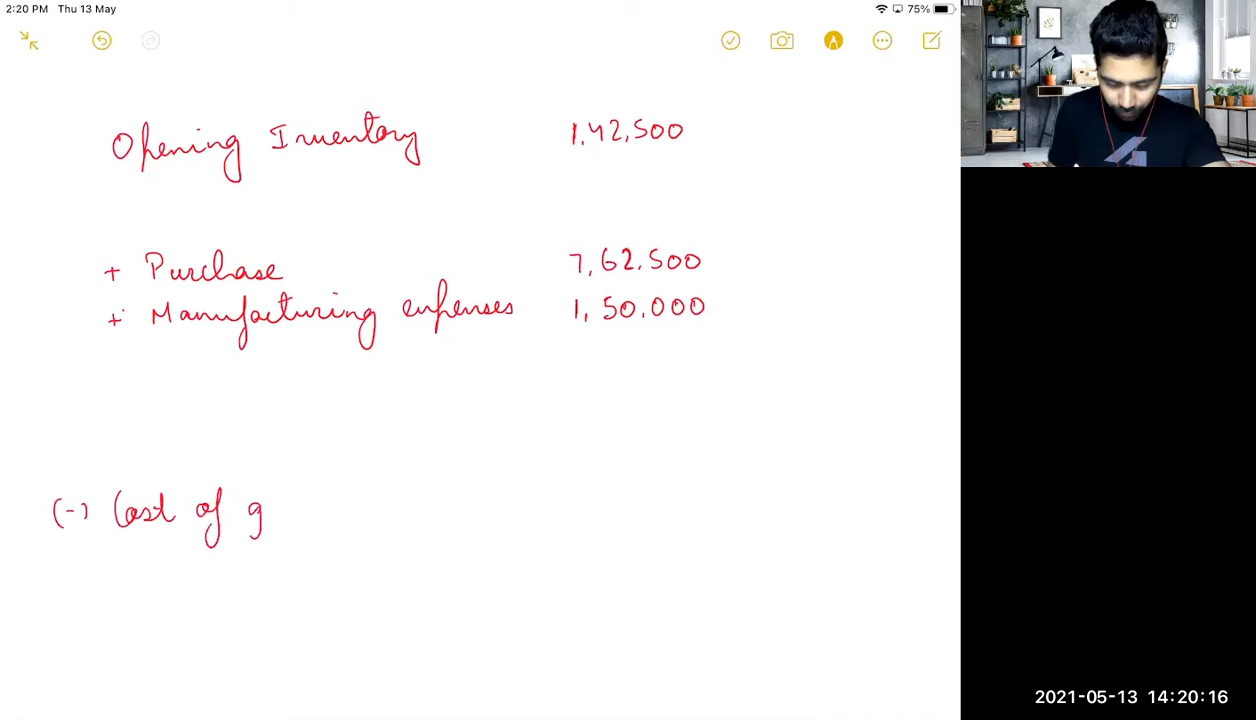 2:20 PM Thu 13 May
75%
Opening Inventory 1,42,500
+ Purchase 7,62,500
+ Manufacturing expenses 1,50,000
(-) Cost of g
2021-05-13 14:20:16